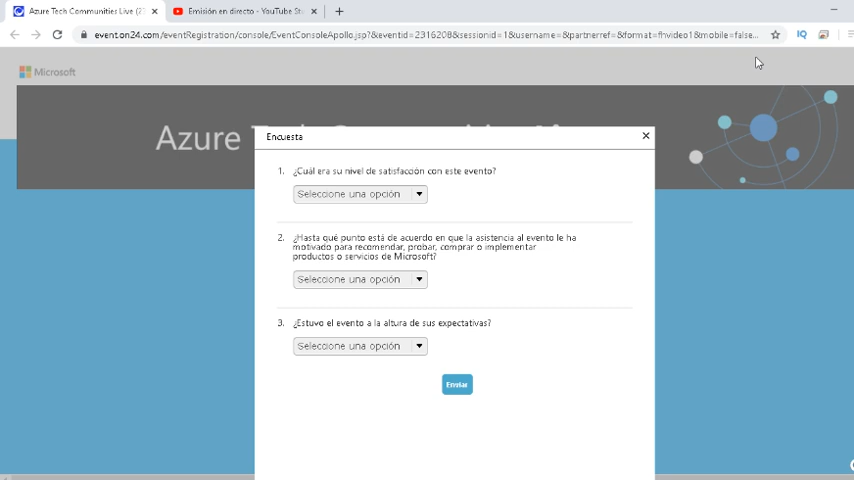 Azure Tech Communities Live (2
Emisión en directo - YouTube Stu
event.on24.com/eventRegistration/console/EventConsoleApollo.jsp?&eventid=2316208&sessionid=1&username=&partnerref=&format=fhvideo1&mobile=false...
IQ
Microsoft
Azure
Encuesta
1. ¿Cuál era su nivel de satisfacción con este evento?
Seleccione una opción
2. ¿Hasta qué punto está de acuerdo en que la asistencia al evento le ha
motivado para recomendar, probar, comprar o implementar
productos o servicios de Microsoft?
Seleccione una opción
3. ¿Estuvo el evento a la altura de sus expectativas?
Seleccione una opción
Enviar